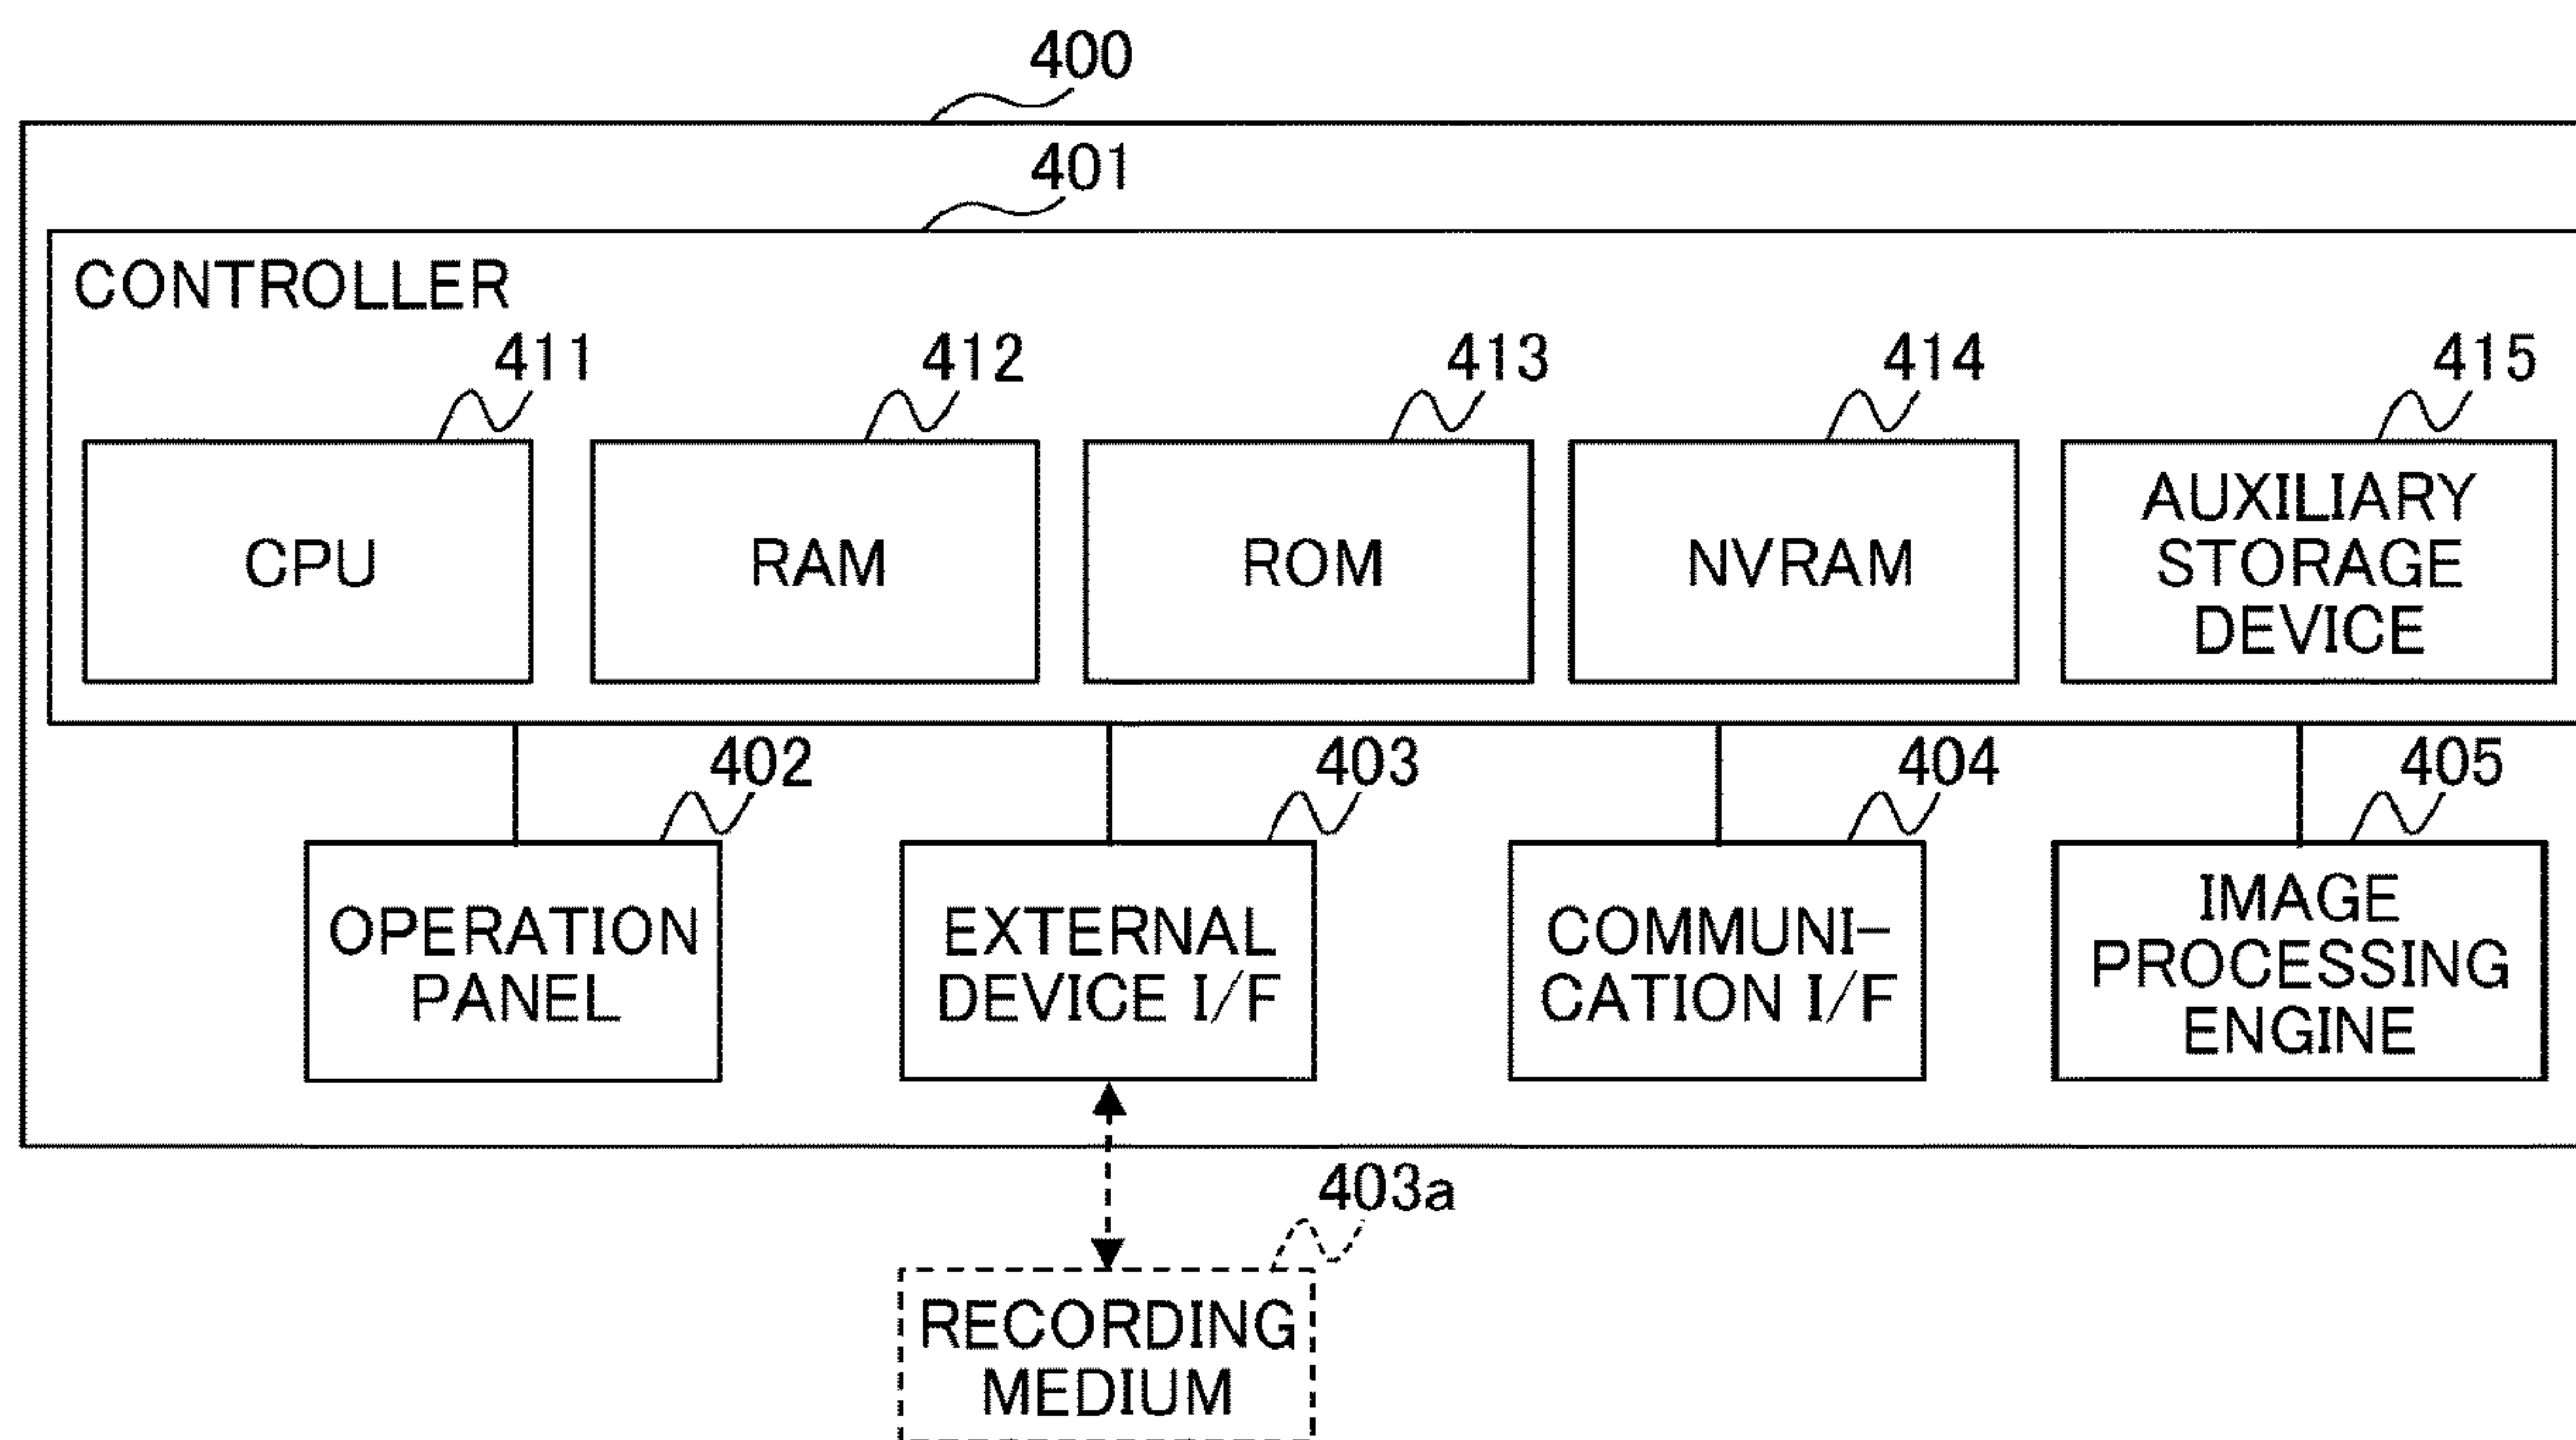 400
401
CONTROLLER
411
412
413
414
415
CPU
RAM
ROM
NVRAM
AUXILIARY
STORAGE
DEVICE
402
403
404
405
OPERATION
PANEL
EXTERNAL
DEVICE I/F
COMMUNI-
CATION I/F
IMAGE
PROCESSING
ENGINE
403a
RECORDING
MEDIUM